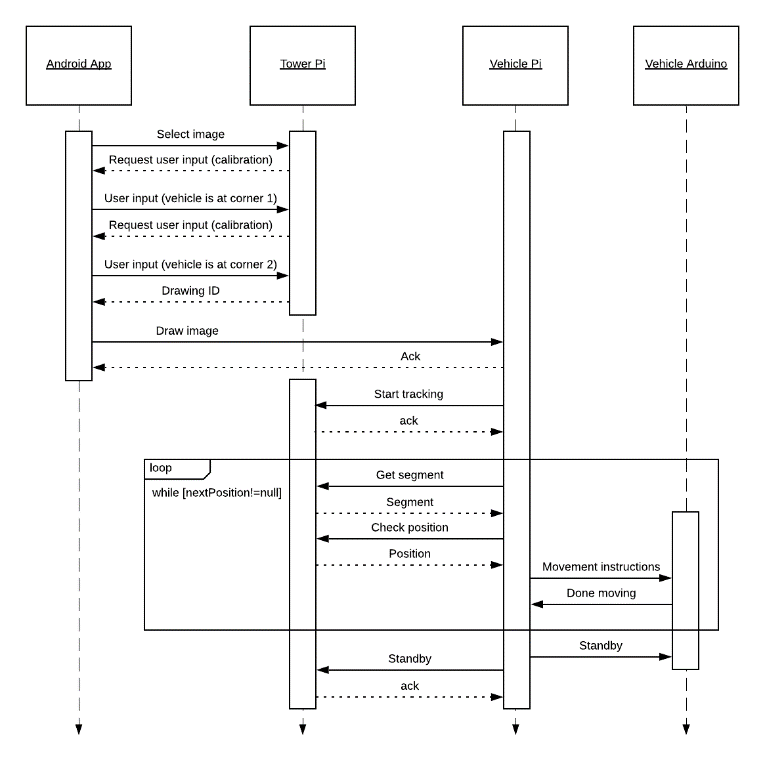 Android App
Tower Pi
Vehicle Pi
Vehicle Arduino
Select image
Request user input (calibration)
User input (vehicle is at corner 1)
Request user input (calibration)
User input (vehicle is at corner 2)
Drawing ID
Draw image
Ack
Start tracking
ack
loop
while [nextPosition!=null]
Get segment
Segment
Check position
Position
Movement instructions
Done moving
Standby
Standby
ack